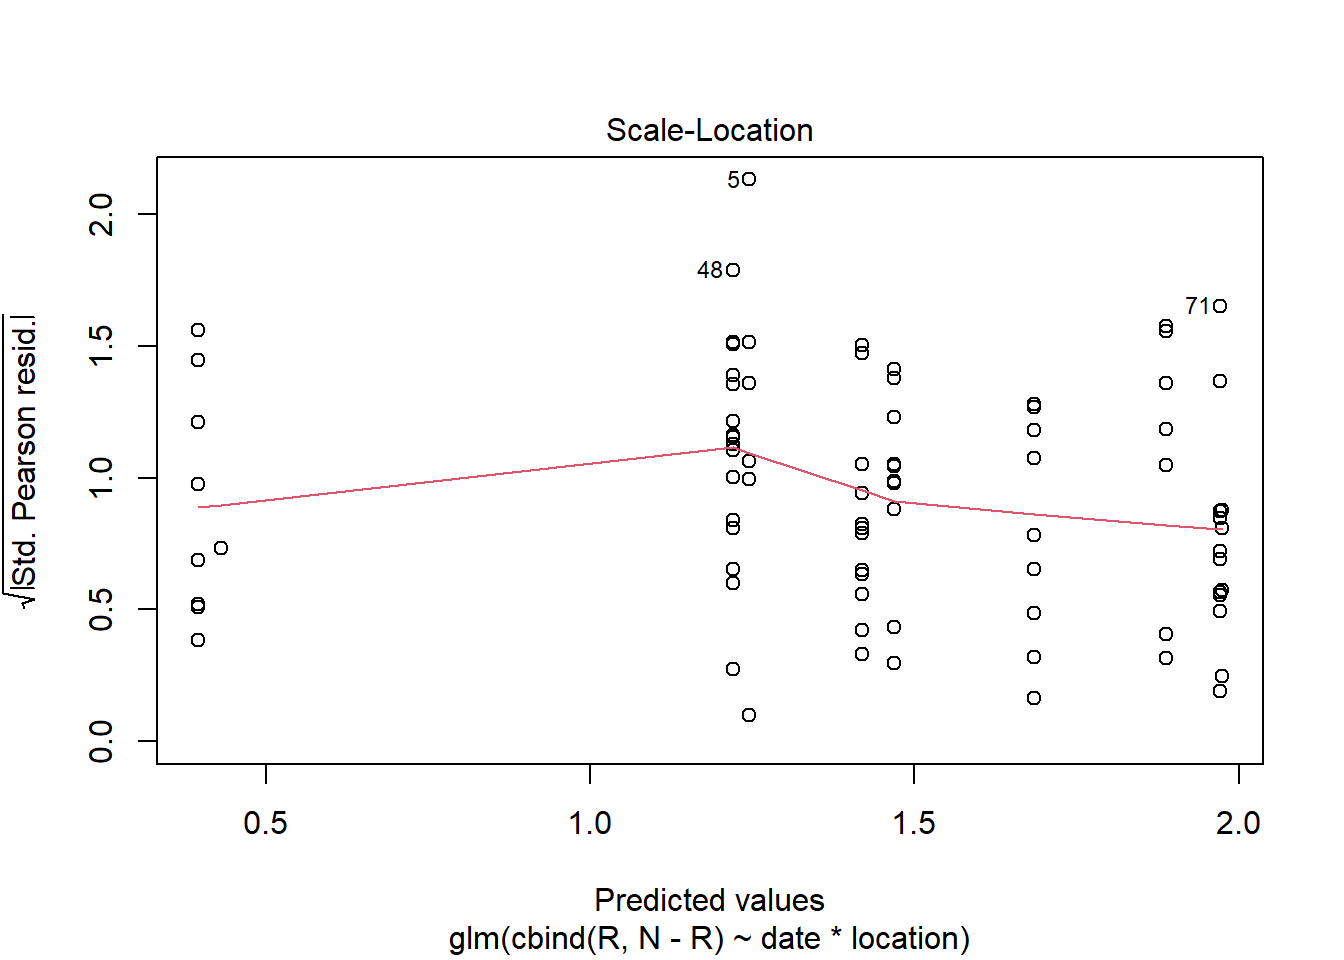 Scale-Location
√|Std. Pearson resid.|
2.0
1.5
1.0
0.5
0.0
5
48
71
0.5 1.0 1.5 2.0
Predicted values
glm(cbind(R, N - R) ~ date * location)